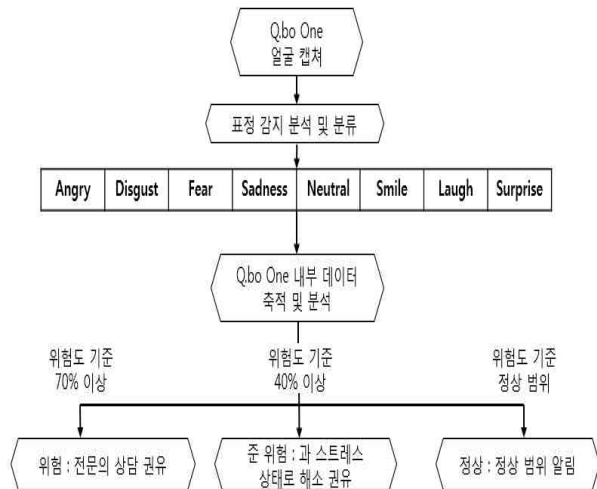 Q.bo One
얼굴 캡쳐
표정 감지 분석 및 분류
Angry Disgust Fear Sadness Neutral Smile Laugh Surprise
Q.bo One 내부 데이터
축적 및 분석
위험도 기준
70% 이상
위험도 기준
40% 이상
위험도 기준
정상 범위
위험 : 전문의 상담 권유
준 위험 : 과 스트레스
상태로 해소 권유
정상 : 정상 범위 알림